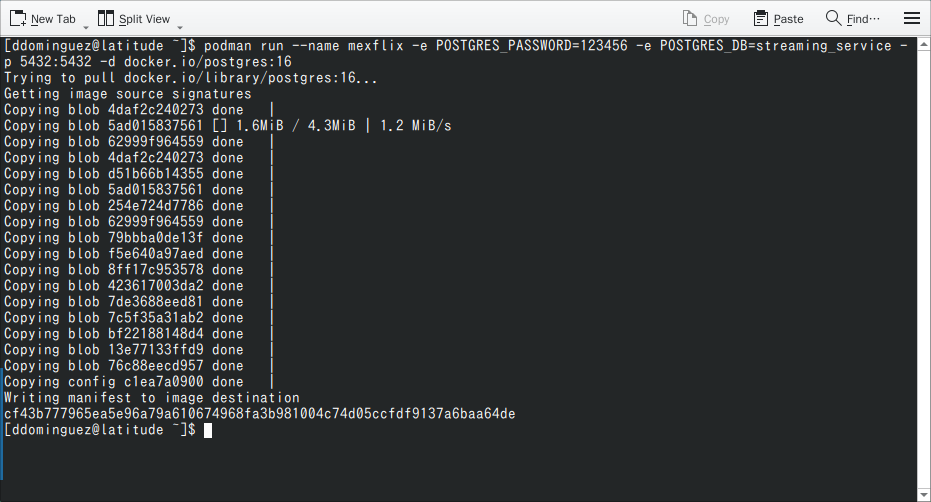 New Tab
Split View
Copy
Paste
Find...
[ddominguez@latitude ~]$ podman run --name mexflix -e POSTGRES_PASSWORD=123456 -e POSTGRES_DB=streaming_service -
p 5432:5432 -d docker.io/postgres:16
Trying to pull docker.io/library/postgres:16...
Getting image source signatures
Copying blob 4daf2c240273 done   |
Copying blob 5ad015837561 [] 1.6MiB / 4.3MiB | 1.2 MiB/s
Copying blob 62999f964559 done   |
Copying blob 4daf2c240273 done   |
Copying blob d51b66b14355 done   |
Copying blob 5ad015837561 done   |
Copying blob 254e724d7786 done   |
Copying blob 62999f964559 done   |
Copying blob 79bbba0de13f done   |
Copying blob f5e640a97aed done   |
Copying blob 8ff17c953578 done   |
Copying blob 423617003da2 done   |
Copying blob 7de3688eed81 done   |
Copying blob 7c5f35a31ab2 done   |
Copying blob bf22188148d4 done   |
Copying blob 13e77133ffd9 done   |
Copying blob 76c88eecd957 done   |
Copying config c1ea7a0900 done   |
Writing manifest to image destination
cf43b777965ea5e96a79a610674968fa3b981004c74d05ccfdf9137a6baa64de
[ddominguez@latitude ~]$